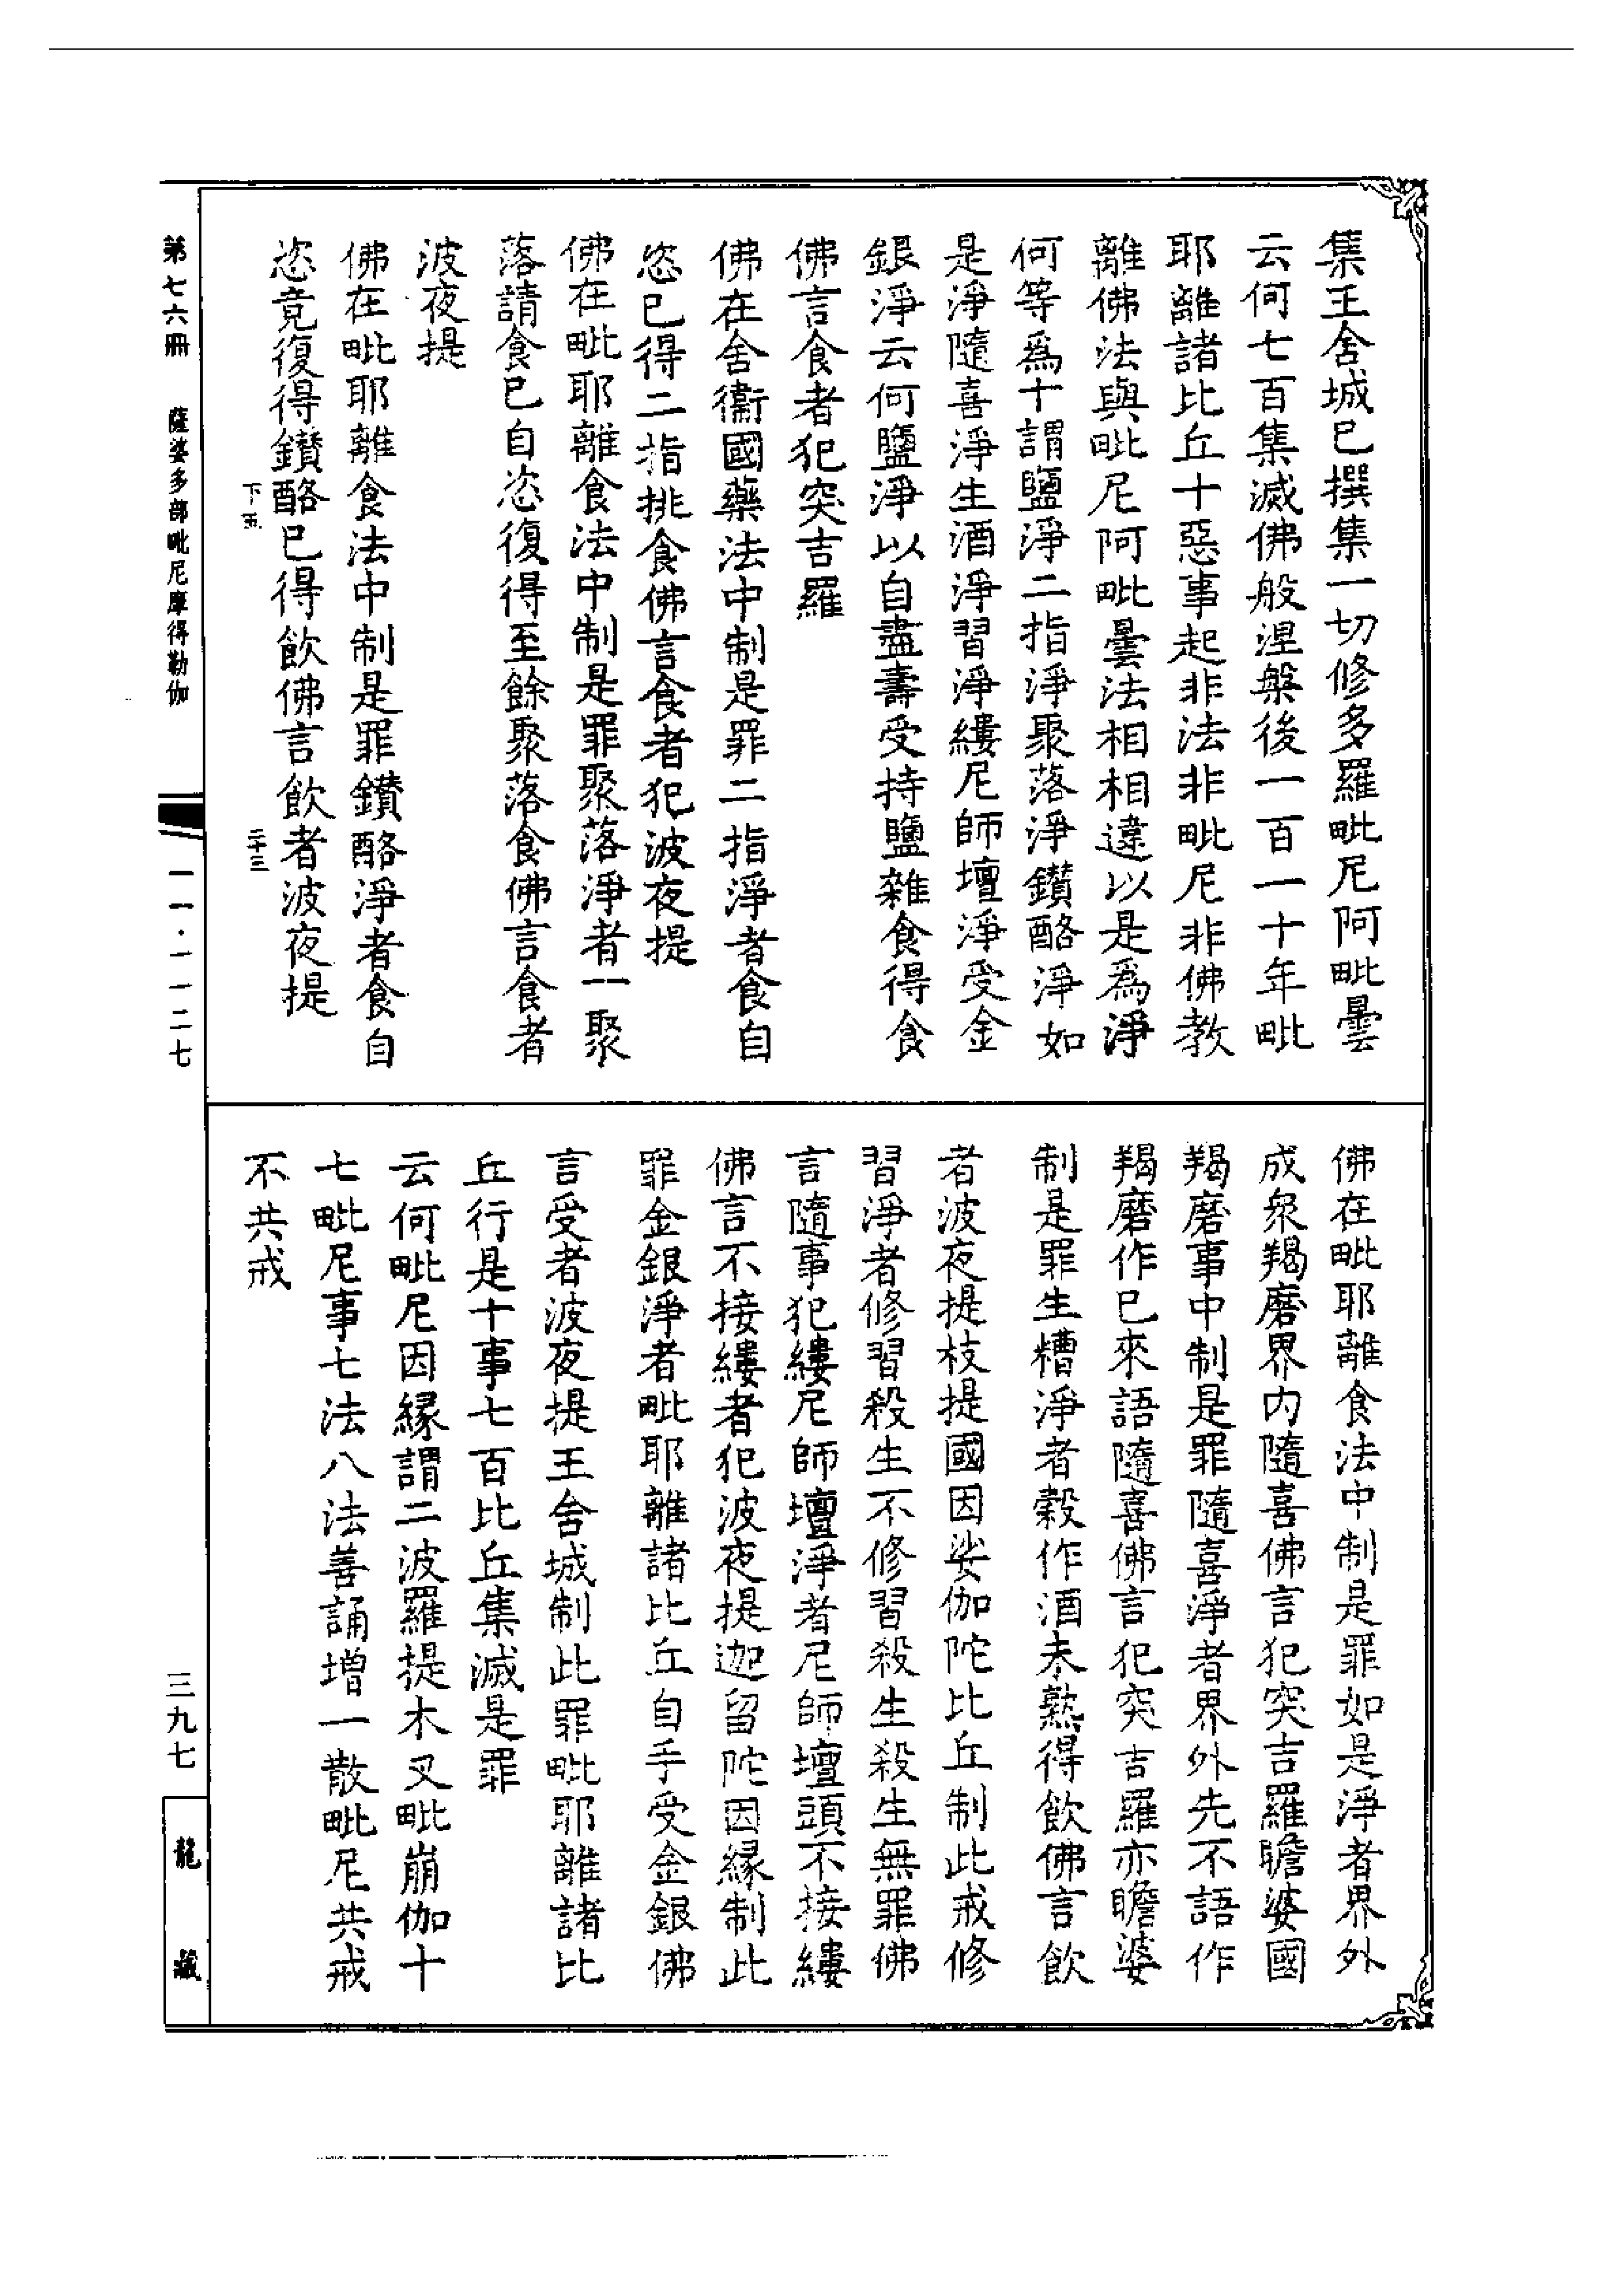 集王舍城已撰集一切修多羅毗尼阿毗曇
云何七百集滅佛般涅槃後一百一十年毗
耶離諸比丘十惡事起非法非毗尼非佛教
離佛法與毗尼阿毗曇法相相違以是為淨
何等為十謂鹽淨二指淨聚落淨鑽酪淨如
是淨隨喜淨生酒淨習淨縷尼師壇淨受金
銀淨云何鹽淨以自盡壽受持鹽雜食得食
佛言食者犯突吉羅
佛在舍衛國藥法中制是罪二指淨者食自
恣已得二指挑食佛言食者犯波夜提
佛在毗耶離食法中制是罪聚落淨者一聚
落請食已自恣復得至餘聚落食佛言食者
波夜提
佛在毗耶離食法中制是罪鑽酪淨者食自
恣竟復得鑽酪已得飲佛言飲者波夜提
下五
二十三
佛在毗耶離食法中制是罪如是淨者界外
成眾羯磨界內隨喜佛言犯突吉羅瞻婆國
羯磨事中制是罪隨喜淨者界外先不語作
羯磨作已來語隨喜佛言犯突吉羅亦瞻婆
制是罪生糟淨者穀作酒未熟得飲佛言飲
者波夜提枝提國因娑伽陀比丘制此戒修
習淨者修習殺生不修習殺生殺生無罪佛
言隨事犯縷尼師壇淨者尼師壇頭不接縷
佛言不接縷者犯波夜提迦留陀因緣制此
罪金銀淨者毗耶離諸比丘自手受金銀佛
言受者波夜提王舍城制此罪毗耶離諸比
丘行是十事七百比丘集滅是罪
云何毗尼因緣謂二波羅提木叉毗崩伽十
七毗尼事七法八法善誦增一散毗尼共戒
不共戒
第七六冊
薩婆多部毗尼摩得勒伽
一一·一一二七
三九七
龍藏